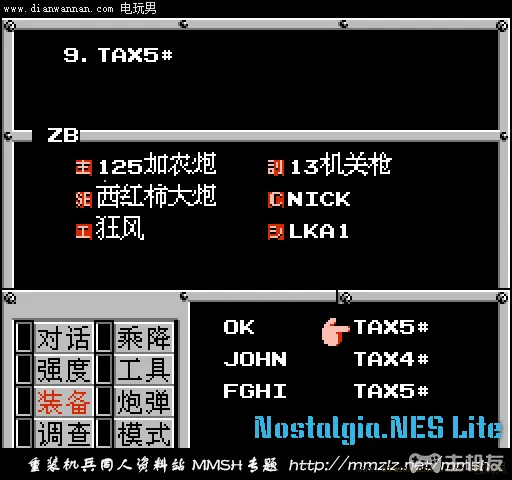 www.dianwannan.com 电玩男
9. TAX5#
ZB
主 125加农炮 副 13机关枪
SE 西红柿大炮 C NICK
工 狂风 LKA1
OK TAX5#
JOHN TAX4#
FGHI TAX5#
对话 乘降
强度 工具
装备 炮弹
调查 模式
Nostalgia.NES Lite
重装机兵同人资料站 MMSH专题 http://mmzlz.net/mmsh
主玩友